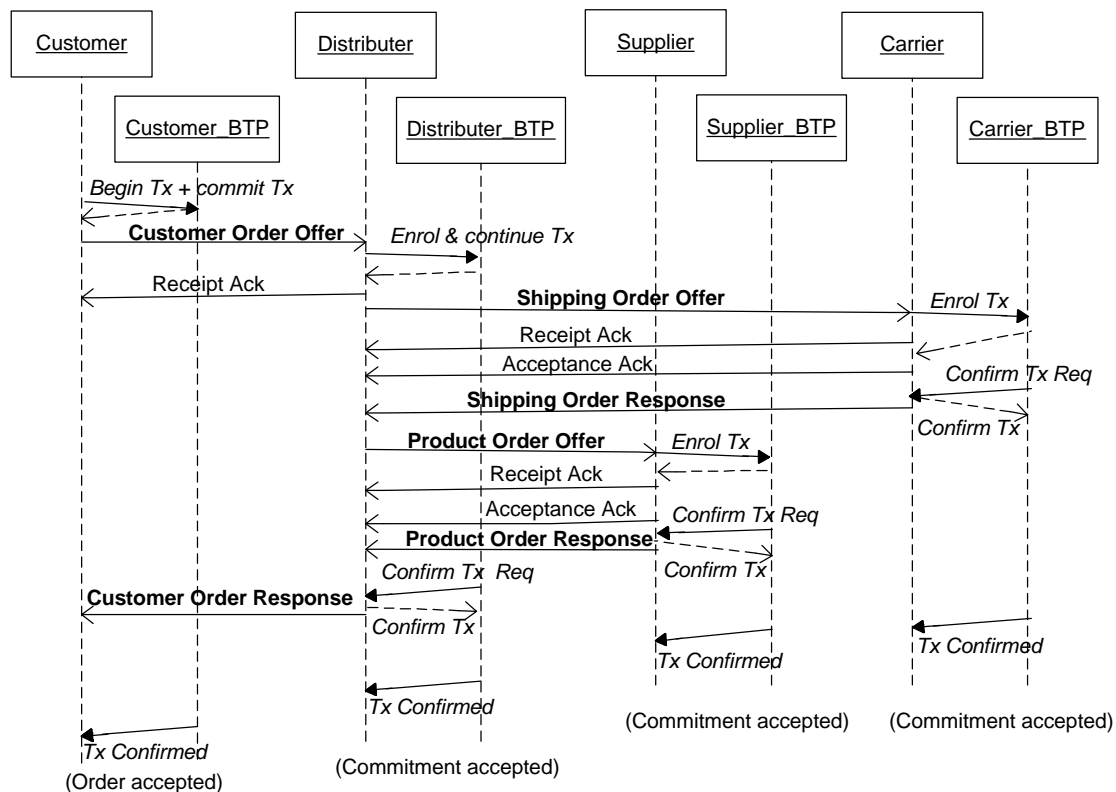 Customer
Distributer
Supplier
Carrier
Customer_BTP
Distributer_BTP
Supplier_BTP
Carrier_BTP
Begin Tx + commit Tx
Customer Order Offer
Enrol & continue Tx
Receipt Ack
Shipping Order Offer
Enrol Tx
Receipt Ack
Acceptance Ack
Confirm Tx Req
Shipping Order Response
Confirm Tx
Product Order Offer
Enrol Tx
Receipt Ack
Acceptance Ack
Confirm Tx Req
Product Order Response
Confirm Tx
Confirm Tx Req
Customer Order Response
Confirm Tx
Tx Confirmed
Tx Confirmed
Tx Confirmed
(Commitment accepted)
(Commitment accepted)
Tx Confirmed
(Order accepted)
(Commitment accepted)